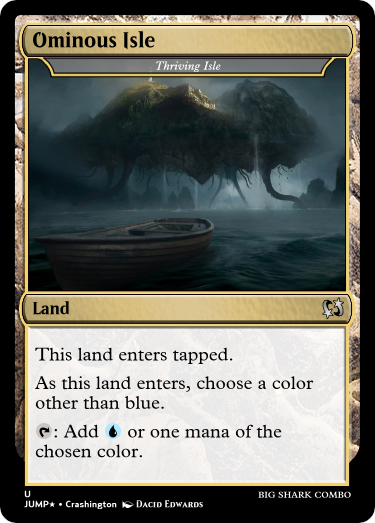 Ominous Isle
Thriving Isle
Land
This land enters tapped.
As this land enters, choose a color
other than blue.
: Add or one mana of the
chosen color.
U
JUMP★ • Crashington Dacid Edwards
BIG SHARK COMBO